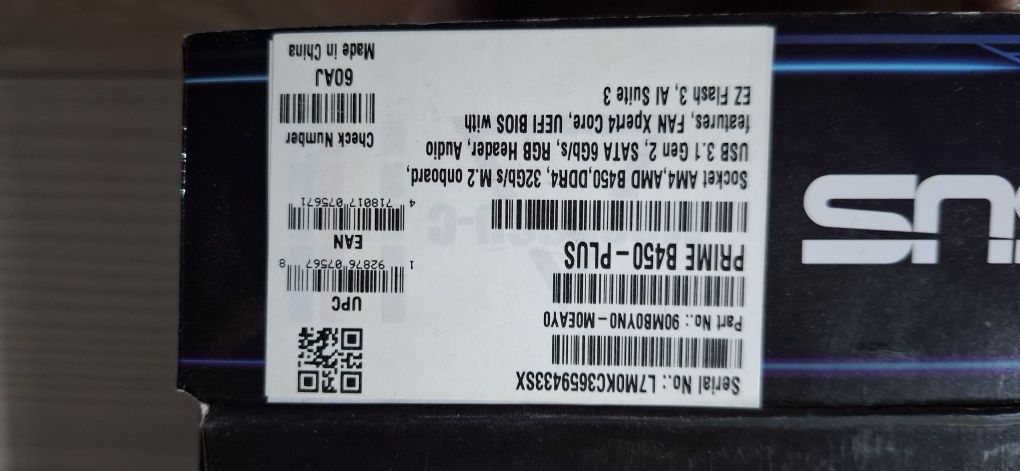 Serial No.: L7M0KC3659433SX
Part No.: 90MB0YN0-M0EAY0
PRIME B450-PLUS
Socket AM4,AMD B450,DDR4, 32Gb/s M.2 onboard,
USB 3.1 Gen 2, SATA 6Gb/s, RGB Header, Audio
features, FAN Xpert4 Core, UEFI BIOS with
EZ Flash 3, AI Suite 3
UPC
1 92876 07567 8
EAN
4 718017 075671
Check Number
60AJ
Made in China
SUS